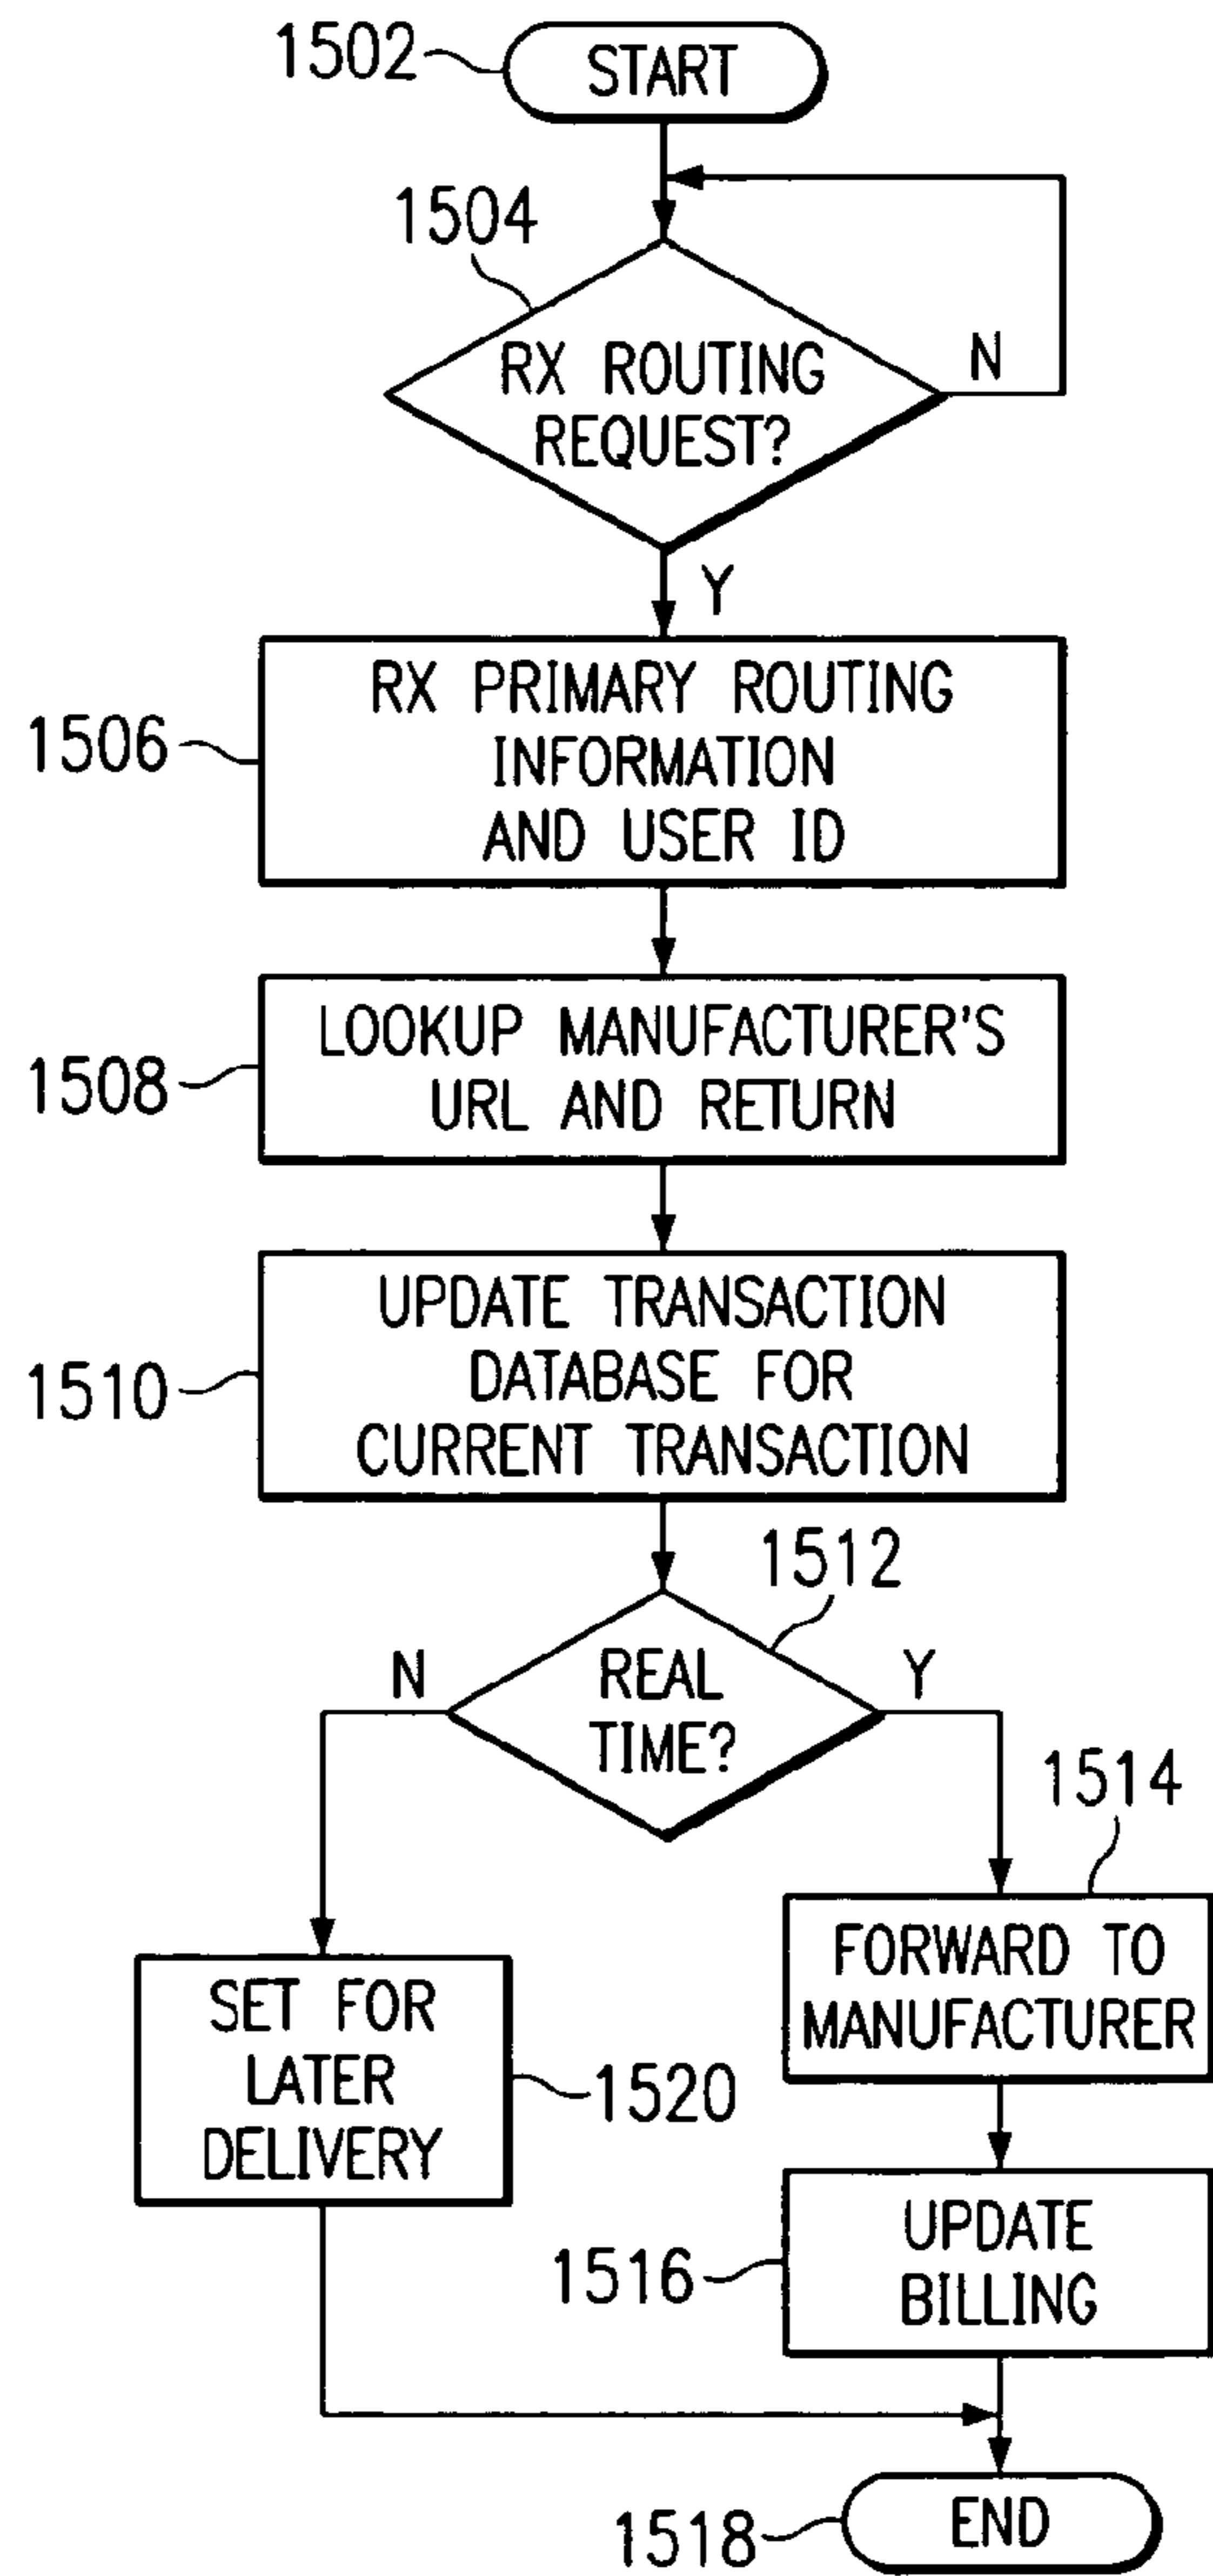 1502
START
1504
RX ROUTING
REQUEST?
N
Y
1506
RX PRIMARY ROUTING
INFORMATION
AND USER ID
1508
LOOKUP MANUFACTURER'S
URL AND RETURN
1510
UPDATE TRANSACTION
DATABASE FOR
CURRENT TRANSACTION
1512
N
REAL
TIME?
Y
1514
FORWARD TO
MANUFACTURER
SET FOR
LATER
DELIVERY
1520
1516
UPDATE
BILLING
1518
END